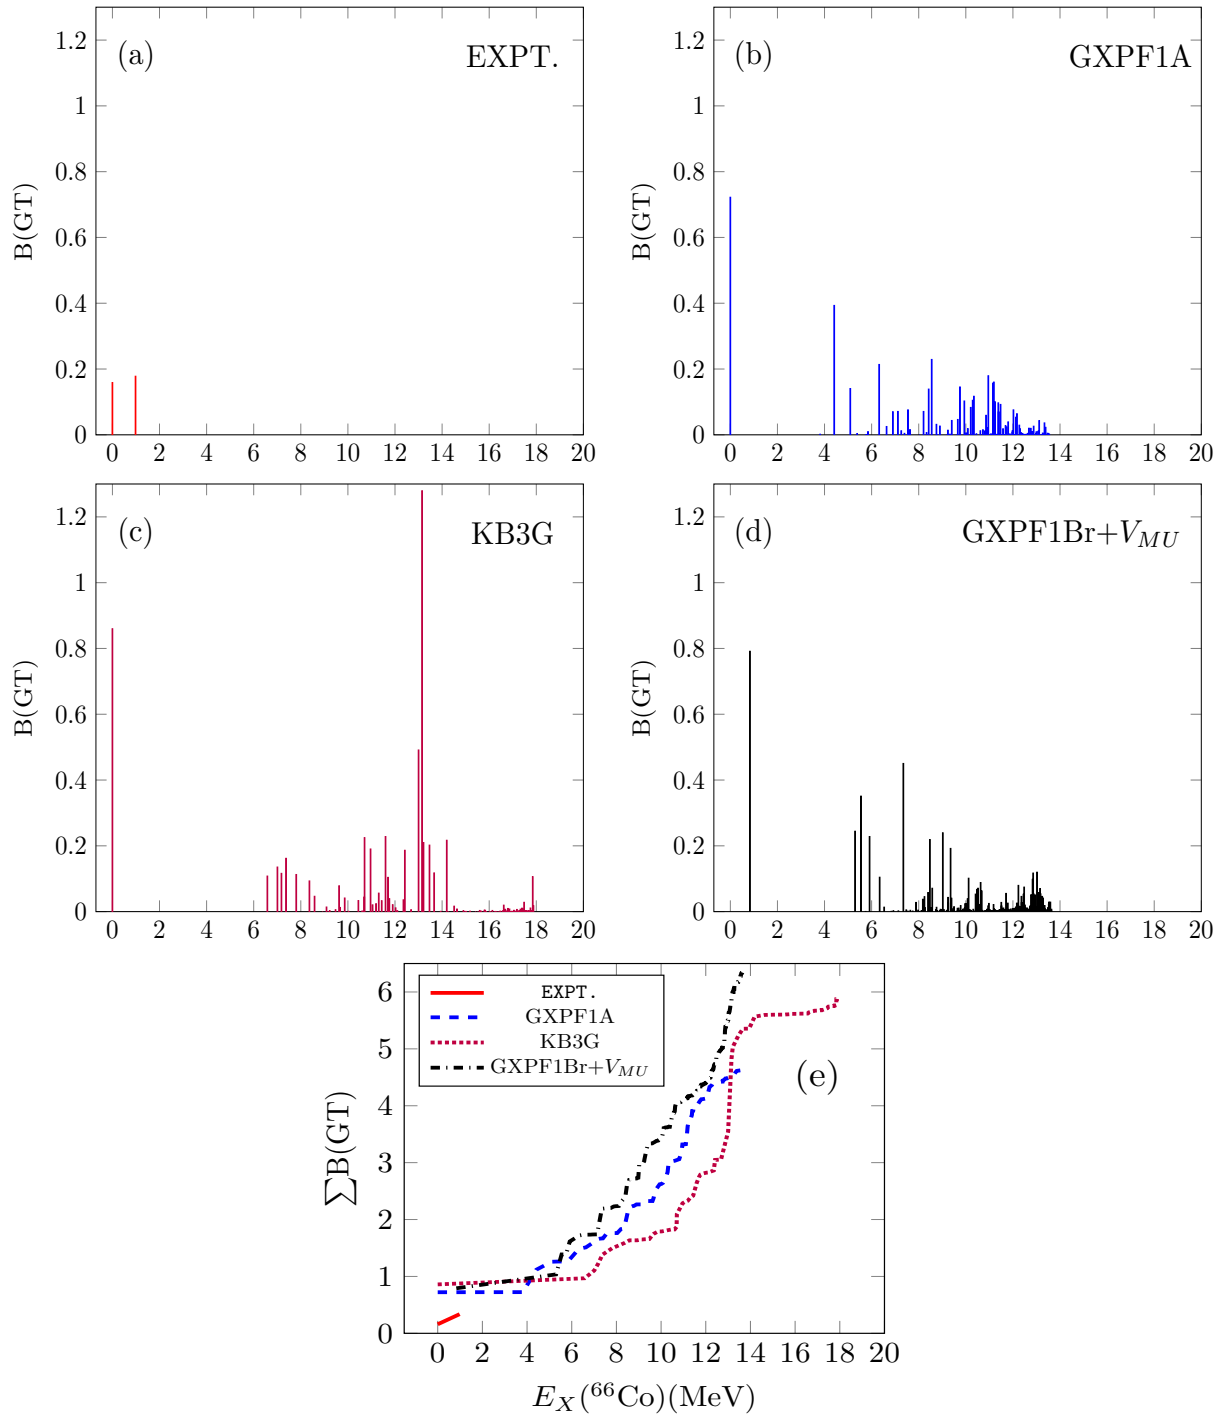 (a) EXPT.
B(GT)
1.2
1
0.8
0.6
0.4
0.2
0
0 2 4 6 8 10 12 14 16 18 20
(b) GXPF1A
B(GT)
1.2
1
0.8
0.6
0.4
0.2
0
0 2 4 6 8 10 12 14 16 18 20
(c) KB3G
B(GT)
1.2
1
0.8
0.6
0.4
0.2
0
0 2 4 6 8 10 12 14 16 18 20
(d) GXPF1Br+V_{MU}
B(GT)
1.2
1
0.8
0.6
0.4
0.2
0
0 2 4 6 8 10 12 14 16 18 20
EXPT.
GXPF1A
KB3G
GXPF1Br+V_{MU}
(e)
∑B(GT)
6
5
4
3
2
1
0
0 2 4 6 8 10 12 14 16 18 20
E_X(⁶⁶Co)(MeV)